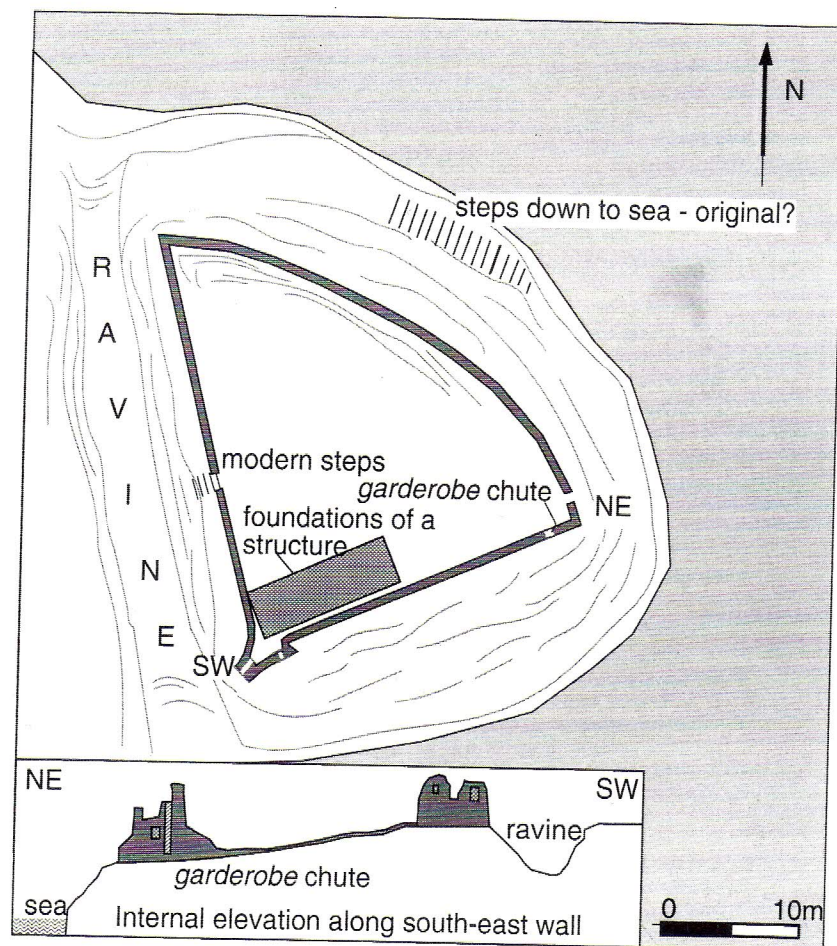 N
steps down to sea - original?
R
A
V
I
N
E
modern steps
garderobe chute
NE
foundations of a
structure
SW
NE
SW
ravine
garderobe chute
sea
Internal elevation along south-east wall
0 10m